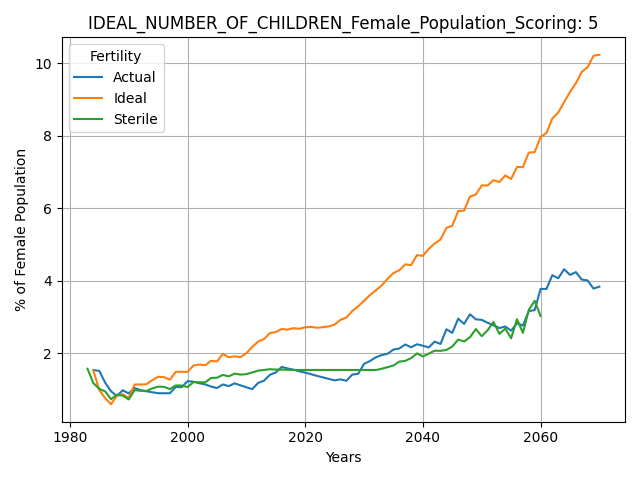 IDEAL_NUMBER_OF_CHILDREN_Female_Population_Scoring: 5
Fertility
Actual
Ideal
Sterile
% of Female Population
10
8
6
4
2
1980 2000 2020 2040 2060
Years